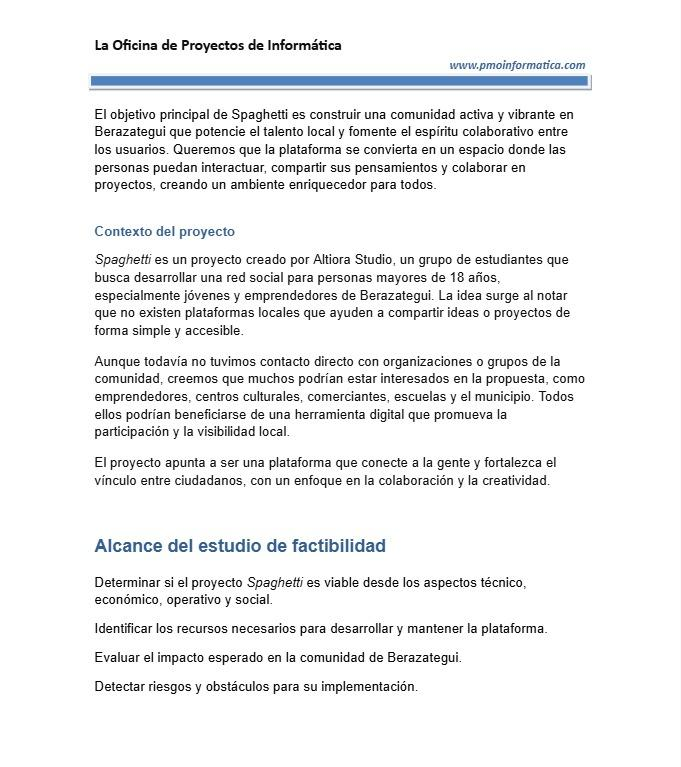 La Oficina de Proyectos de Informática
www.pmoinformatica.com
El objetivo principal de Spaghetti es construir una comunidad activa y vibrante en
Berazategui que potencie el talento local y fomente el espíritu colaborativo entre
los usuarios. Queremos que la plataforma se convierta en un espacio donde las
personas puedan interactuar, compartir sus pensamientos y colaborar en
proyectos, creando un ambiente enriquecedor para todos.
Contexto del proyecto
Spaghetti es un proyecto creado por Altiora Studio, un grupo de estudiantes que
busca desarrollar una red social para personas mayores de 18 años,
especialmente jóvenes y emprendedores de Berazategui. La idea surge al notar
que no existen plataformas locales que ayuden a compartir ideas o proyectos de
forma simple y accesible.
Aunque todavía no tuvimos contacto directo con organizaciones o grupos de la
comunidad, creemos que muchos podrían estar interesados en la propuesta, como
emprendedores, centros culturales, comerciantes, escuelas y el municipio. Todos
ellos podrían beneficiarse de una herramienta digital que promueva la
participación y la visibilidad local.
El proyecto apunta a ser una plataforma que conecte a la gente y fortalezca el
vínculo entre ciudadanos, con un enfoque en la colaboración y la creatividad.
Alcance del estudio de factibilidad
Determinar si el proyecto Spaghetti es viable desde los aspectos técnico,
económico, operativo y social.
Identificar los recursos necesarios para desarrollar y mantener la plataforma.
Evaluar el impacto esperado en la comunidad de Berazategui.
Detectar riesgos y obstáculos para su implementación.